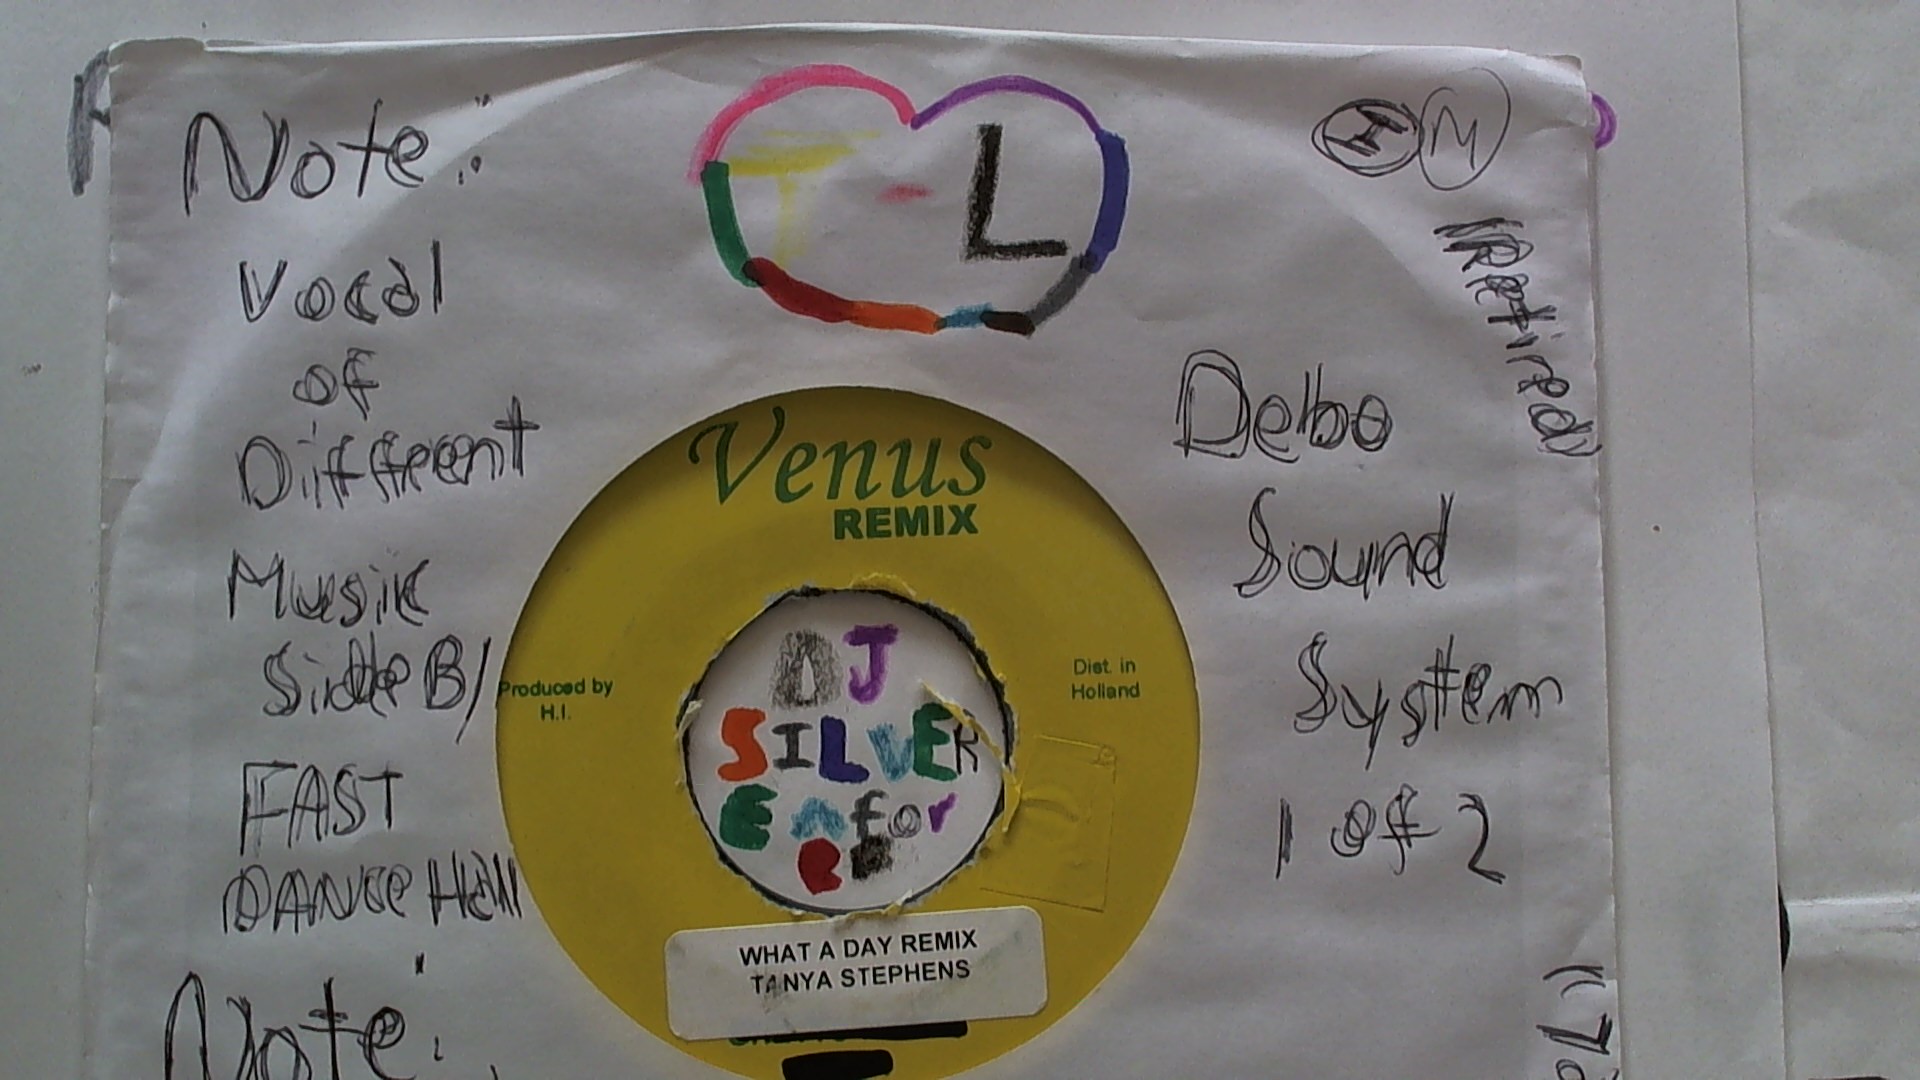 Note:
Vocal
of
Different
Music
Side B/
FAST
DANCE Hall
Note:
T-L
I M
(Retired)
Venus
REMIX
Produced by
H.I.
Dist. in
Holland
DJ
SILVER
WHAT A DAY REMIX
TANYA STEPHENS
Debo
Sound
System
1 of 2